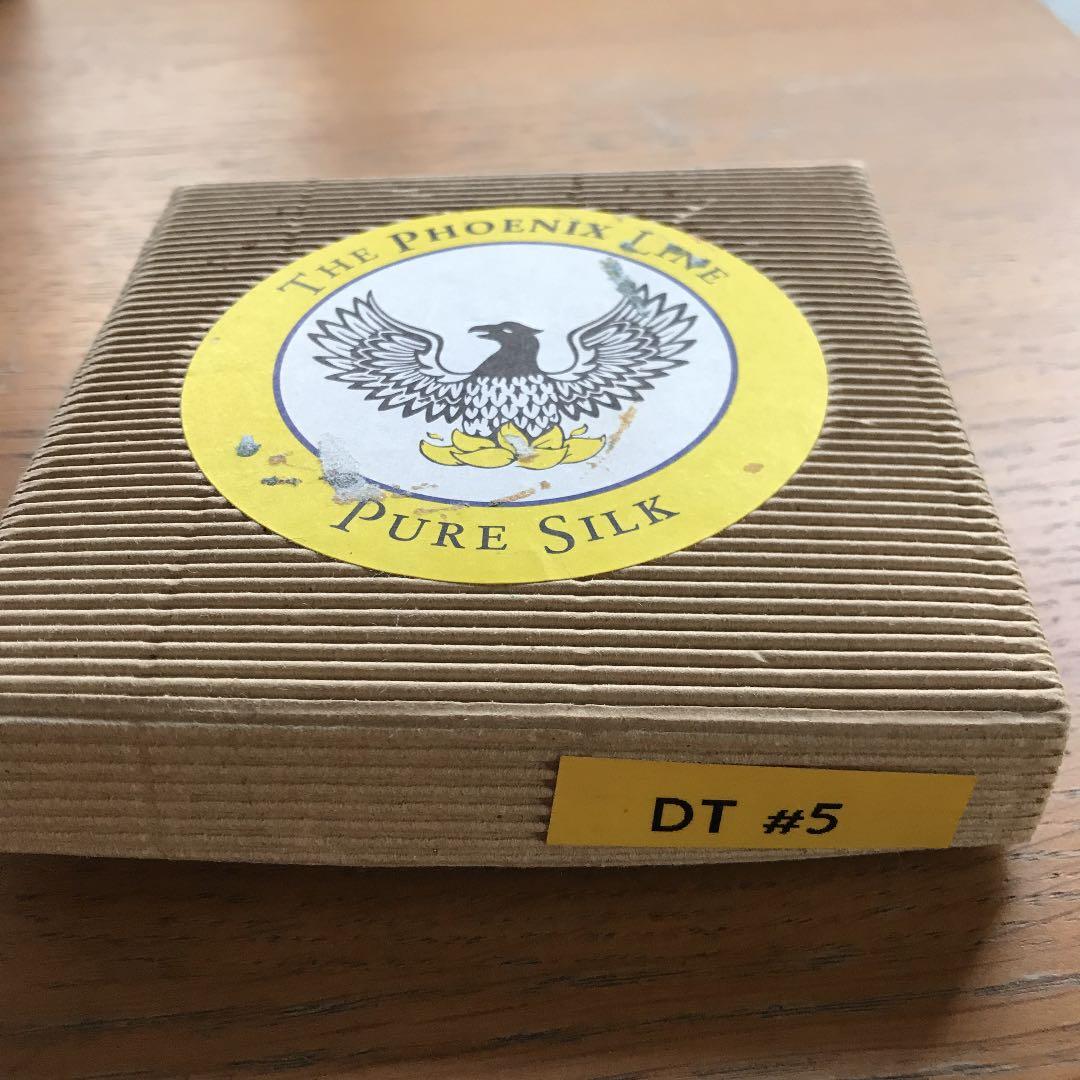 THE PHOENIX LINE
PURE SILK
DT #5